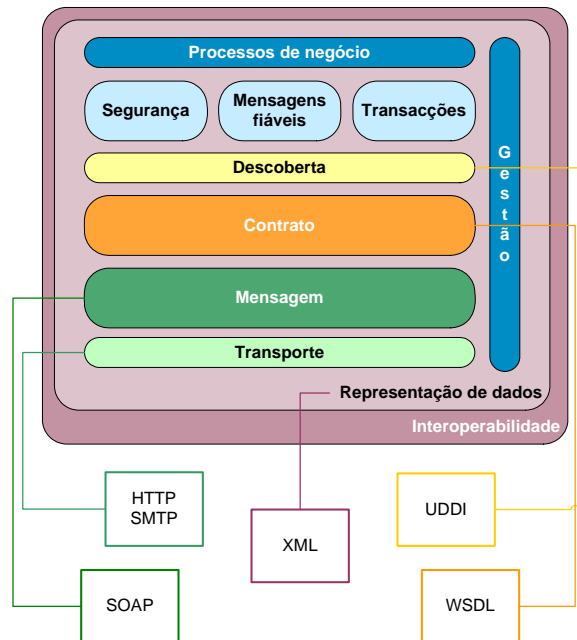 Processos de negócio
Segurança
Mensagens
fiáveis
Transacções
Descoberta
Contrato
Mensagem
Transporte
Gestão
Representação de dados
Interoperabilidade
HTTP
SMTP
XML
UDDI
SOAP
WSDL